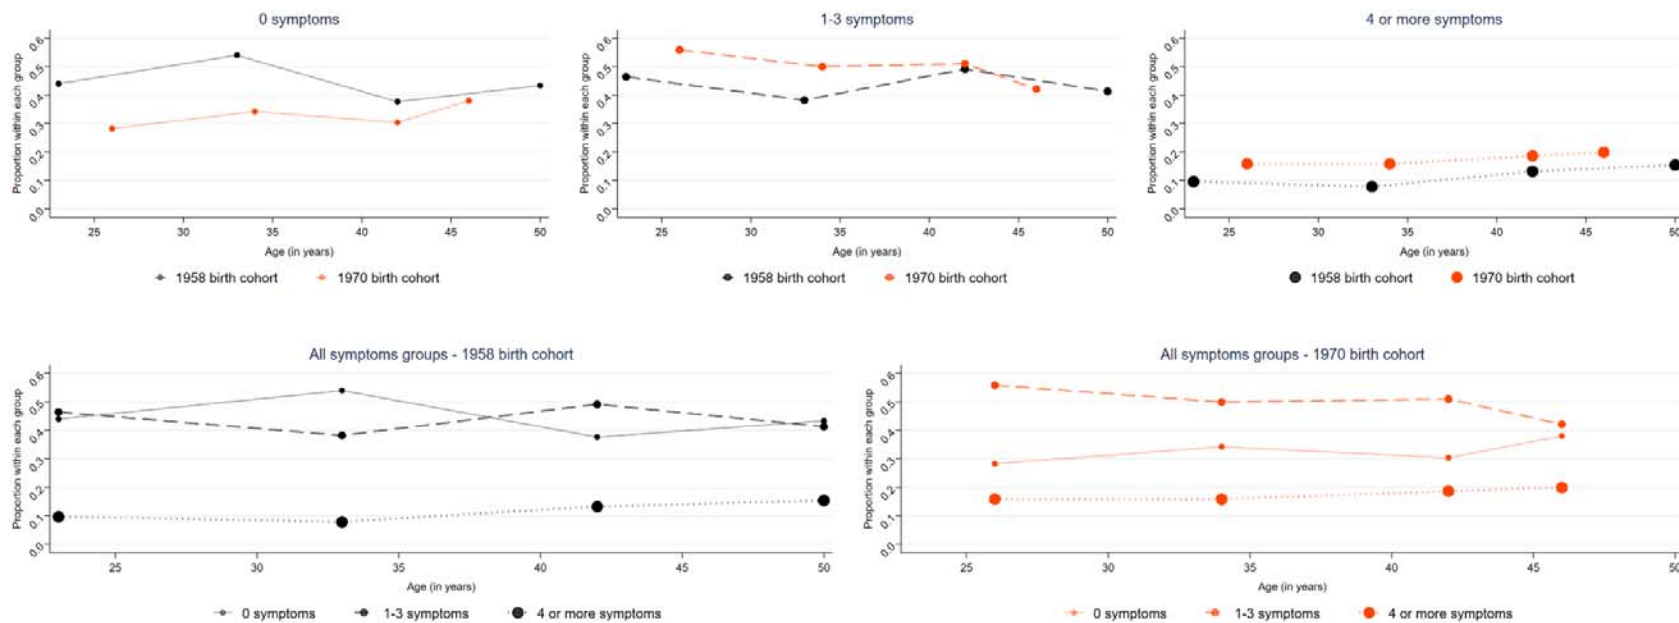 0 symptoms
Proportion within each group
0.6
0.5
0.4
0.3
0.2
0.1
0.0
25 30 35 40 45 50
Age (in years)
1958 birth cohort 1970 birth cohort
1-3 symptoms
Proportion within each group
0.6
0.5
0.4
0.3
0.2
0.1
0.0
25 30 35 40 45 50
Age (in years)
1958 birth cohort 1970 birth cohort
4 or more symptoms
Proportion within each group
0.6
0.5
0.4
0.3
0.2
0.1
0.0
25 30 35 40 45 50
Age (in years)
1958 birth cohort 1970 birth cohort
All symptoms groups - 1958 birth cohort
Proportion within each group
0.6
0.5
0.4
0.3
0.2
0.1
0.0
25 30 35 40 45 50
Age (in years)
0 symptoms 1-3 symptoms 4 or more symptoms
All symptoms groups - 1970 birth cohort
Proportion within each group
0.6
0.5
0.4
0.3
0.2
0.1
0.0
25 30 35 40 45 50
Age (in years)
0 symptoms 1-3 symptoms 4 or more symptoms